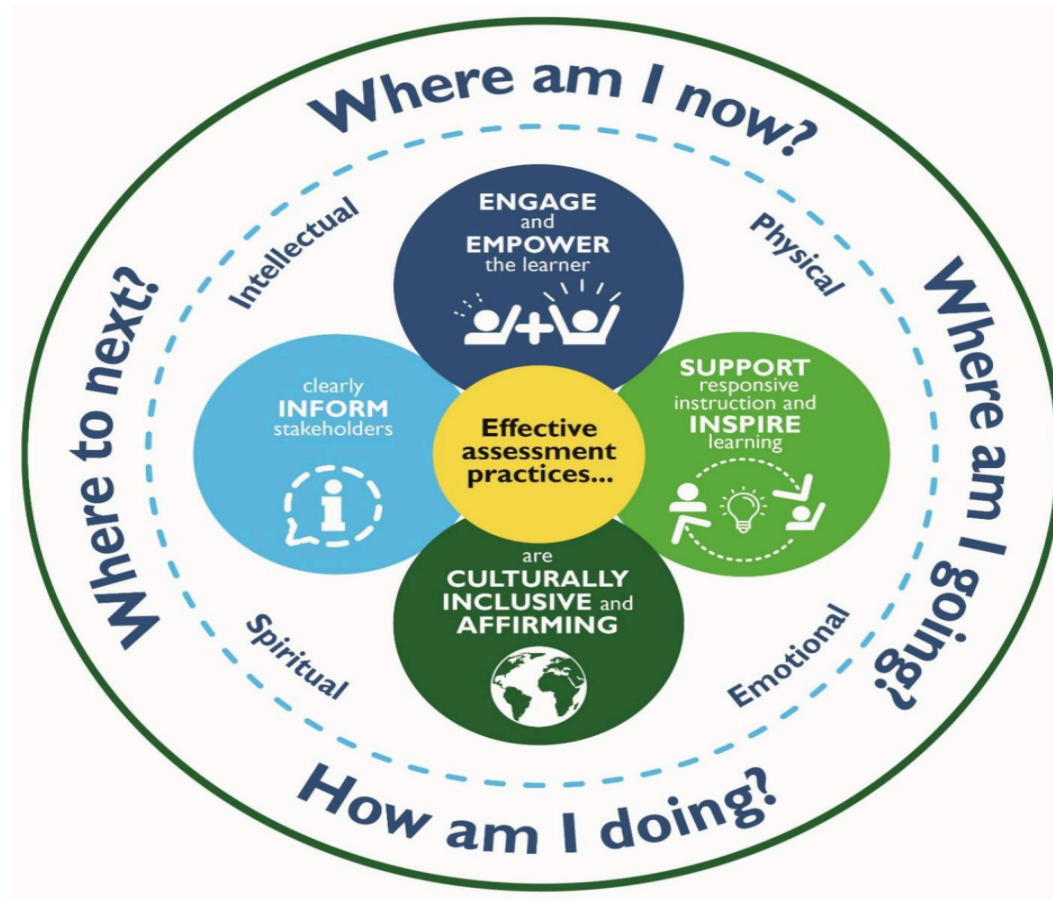 Where am I now?
Intellectual
Physical
ENGAGE
and
EMPOWER
the learner
Where to next?
Where am I going?
clearly
INFORM
stakeholders
i
Effective
assessment
practices...
SUPPORT
responsive
instruction and
INSPIRE
learning
are
CULTURALLY
INCLUSIVE and
AFFIRMING
Spiritual
Emotional
How am I doing?